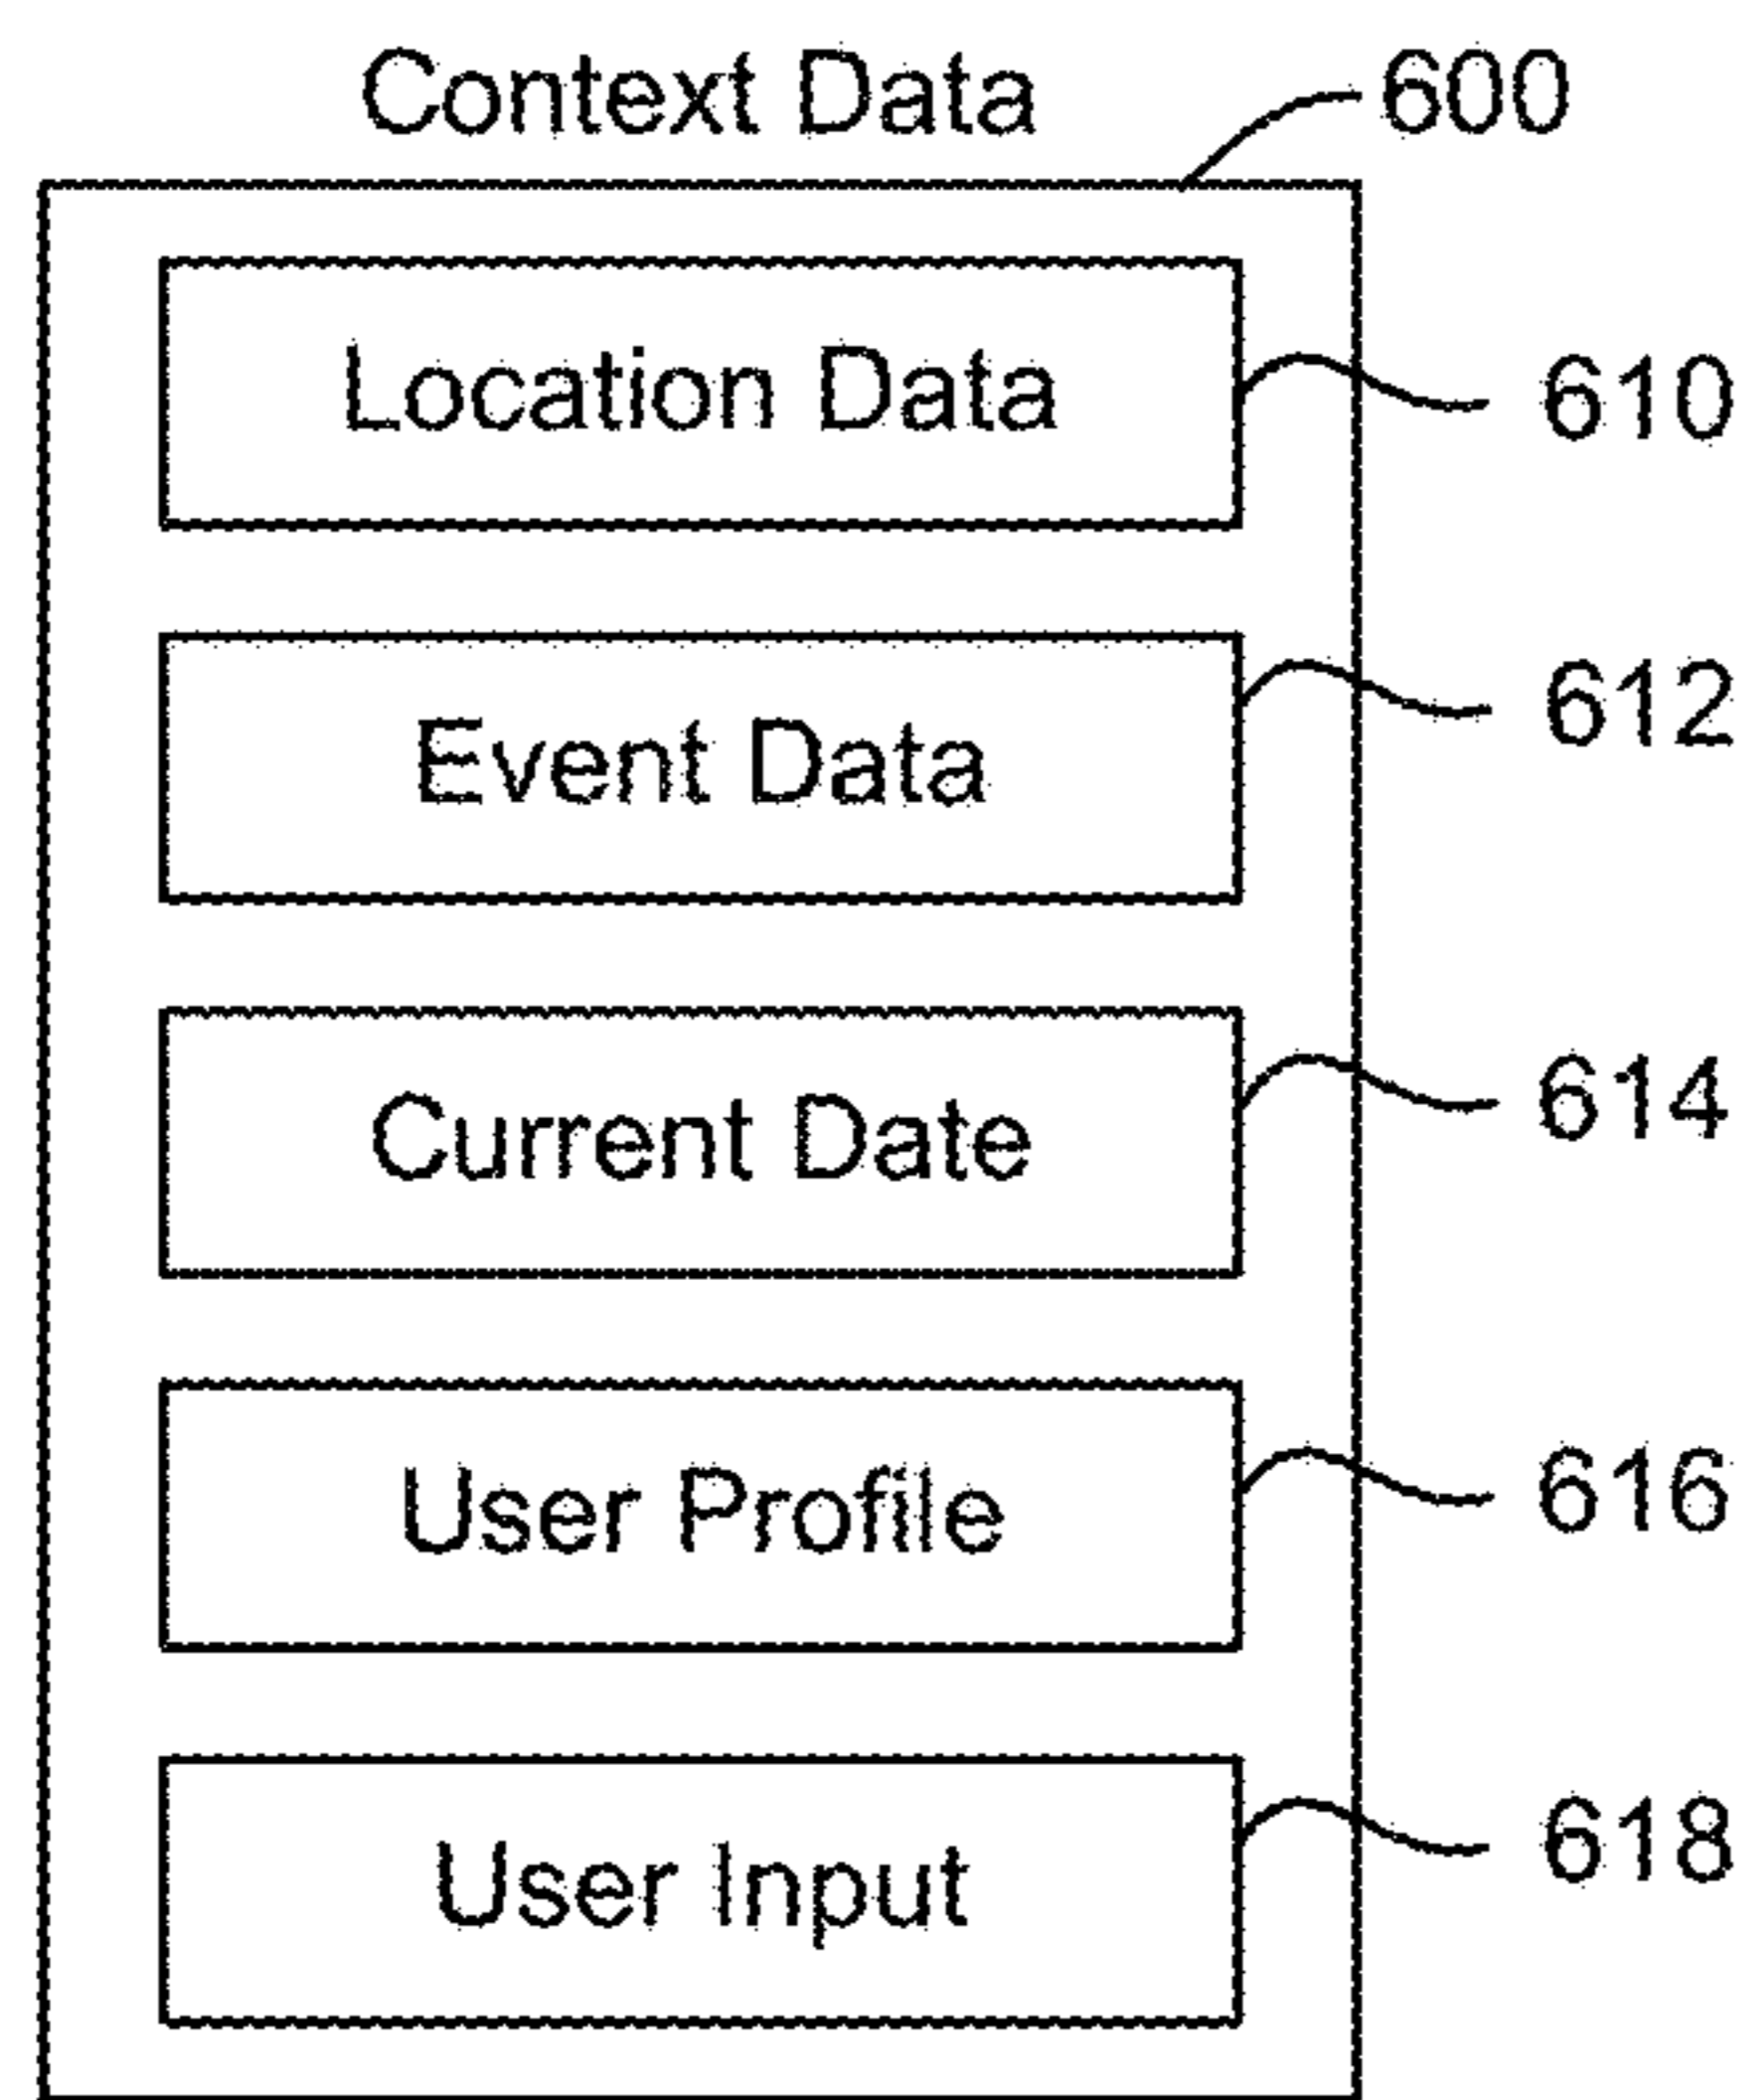 Context Data 600
Location Data 610
Event Data 612
Current Date 614
User Profile 616
User Input 618